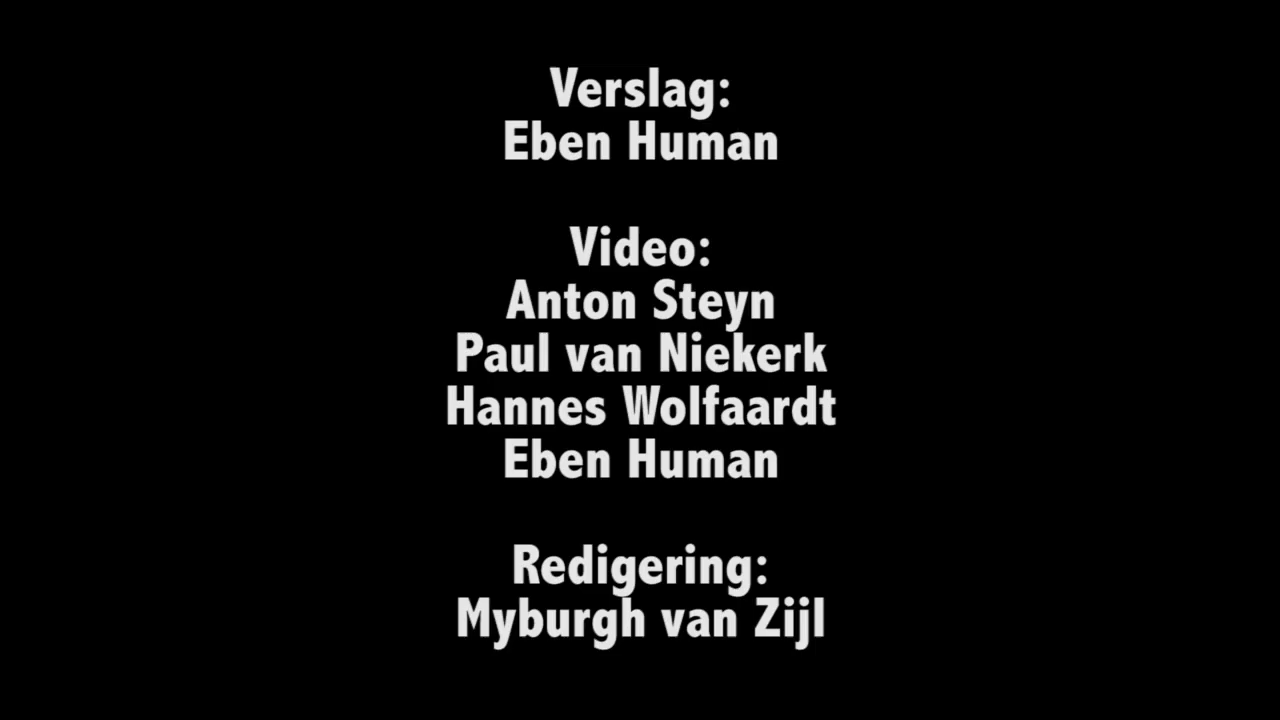 Verslag:
Eben Human
Video:
Anton Steyn
Paul van Niekerk
Hannes Wolfaardt
Eben Human
Redigering:
Myburgh van Zijl